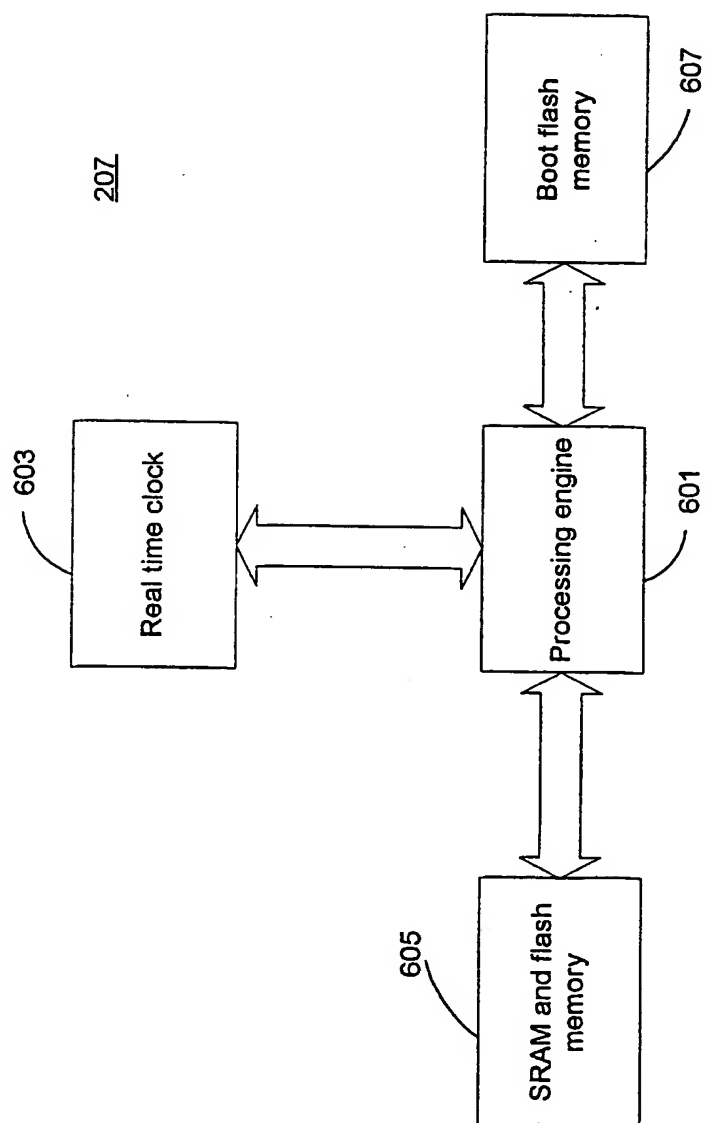 207
603
Real time clock
607
Boot flash
memory
601
Processing engine
605
SRAM and flash
memory